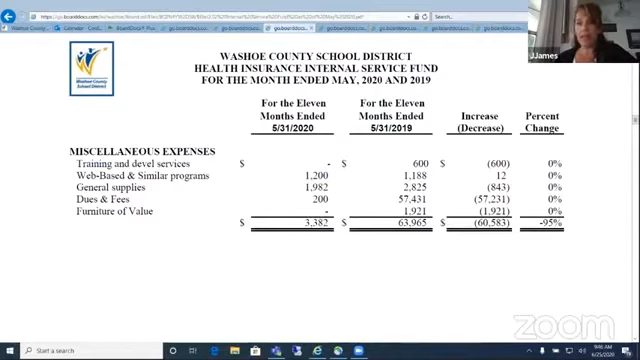 WASHOE COUNTY SCHOOL DISTRICT
HEALTH INSURANCE INTERNAL SERVICE FUND
FOR THE MONTH ENDED MAY, 2020 AND 2019
Washoe County
School District
J.James
For the Eleven For the Eleven
Months Ended Months Ended Increase Percent
5/31/2020 5/31/2019 (Decrease) Change
MISCELLANEOUS EXPENSES
Training and devel services $ - $ 600 $ (600) 0%
Web-Based & Similar programs 1,200 1,188 12 0%
General supplies 1,982 2,825 (843) 0%
Dues & Fees 200 57,431 (57,231) 0%
Furniture of Value - 1,921 (1,921) 0%
$ 3,382 $ 63,965 $ (60,583) -95%
zoom
Start a search
9:46 AM
6/25/2020